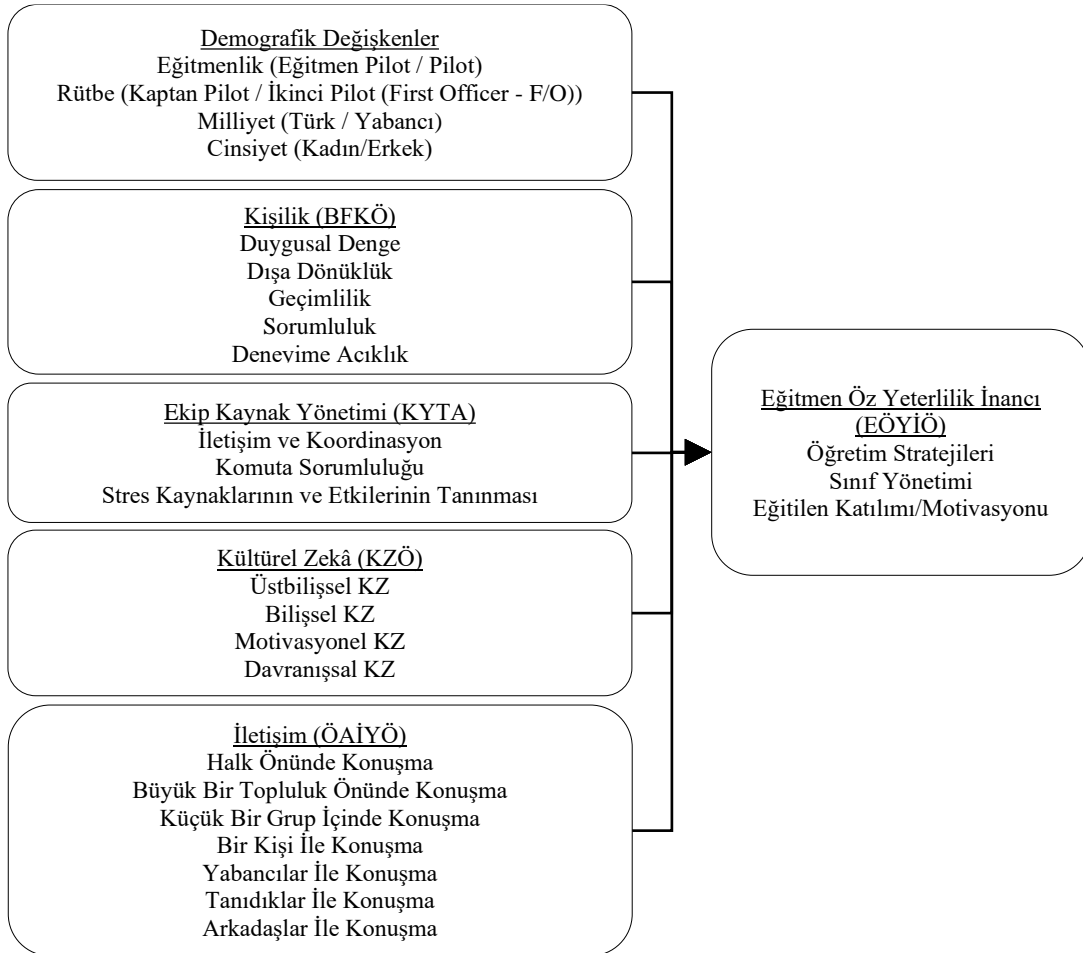 Demografik Değişkenler
Eğitmenlik (Eğitmen Pilot / Pilot)
Rütbe (Kaptan Pilot / İkinci Pilot (First Officer - F/O))
Milliyet (Türk / Yabancı)
Cinsiyet (Kadın/Erkek)
Kişilik (BFKÖ)
Duygusal Denge
Dışa Dönüklük
Geçimlilik
Sorumluluk
Denevime Acıklık
Ekip Kaynak Yönetimi (KYTA)
İletişim ve Koordinasyon
Komuta Sorumluluğu
Stres Kaynaklarının ve Etkilerinin Tanınması
Kültürel Zekâ (KZÖ)
Üstbilişsel KZ
Bilişsel KZ
Motivasyonel KZ
Davranışsal KZ
İletişim (ÖAİYÖ)
Halk Önünde Konuşma
Büyük Bir Topluluk Önünde Konuşma
Küçük Bir Grup İçinde Konuşma
Bir Kişi İle Konuşma
Yabancılar İle Konuşma
Tanıdıklar İle Konuşma
Arkadaşlar İle Konuşma
Eğitmen Öz Yeterlilik İnancı
(EÖYİÖ)
Öğretim Stratejileri
Sınıf Yönetimi
Eğitilen Katılımı/Motivasyonu